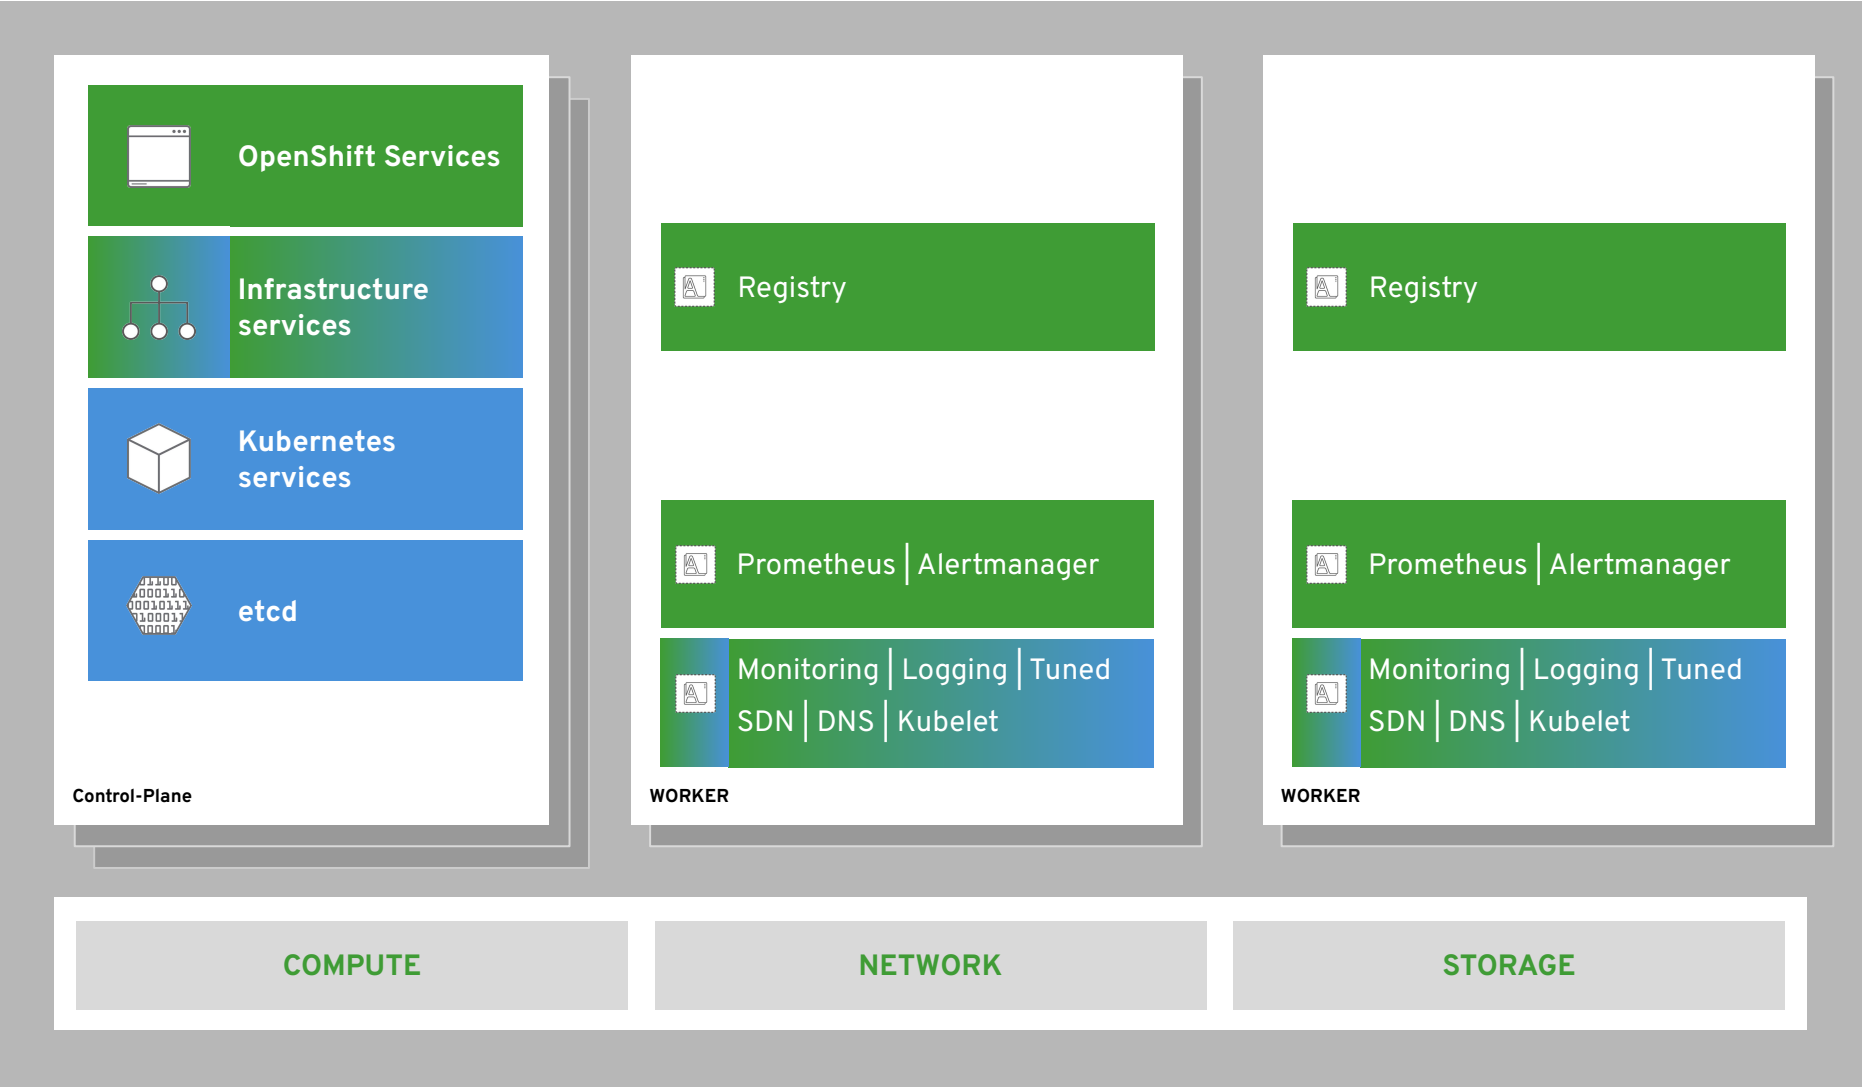 OpenShift Services
Infrastructure
services
Kubernetes
services
etcd
Control-Plane
Registry
Prometheus | Alertmanager
Monitoring | Logging | Tuned
SDN | DNS | Kubelet
WORKER
Registry
Prometheus | Alertmanager
Monitoring | Logging | Tuned
SDN | DNS | Kubelet
WORKER
COMPUTE
NETWORK
STORAGE